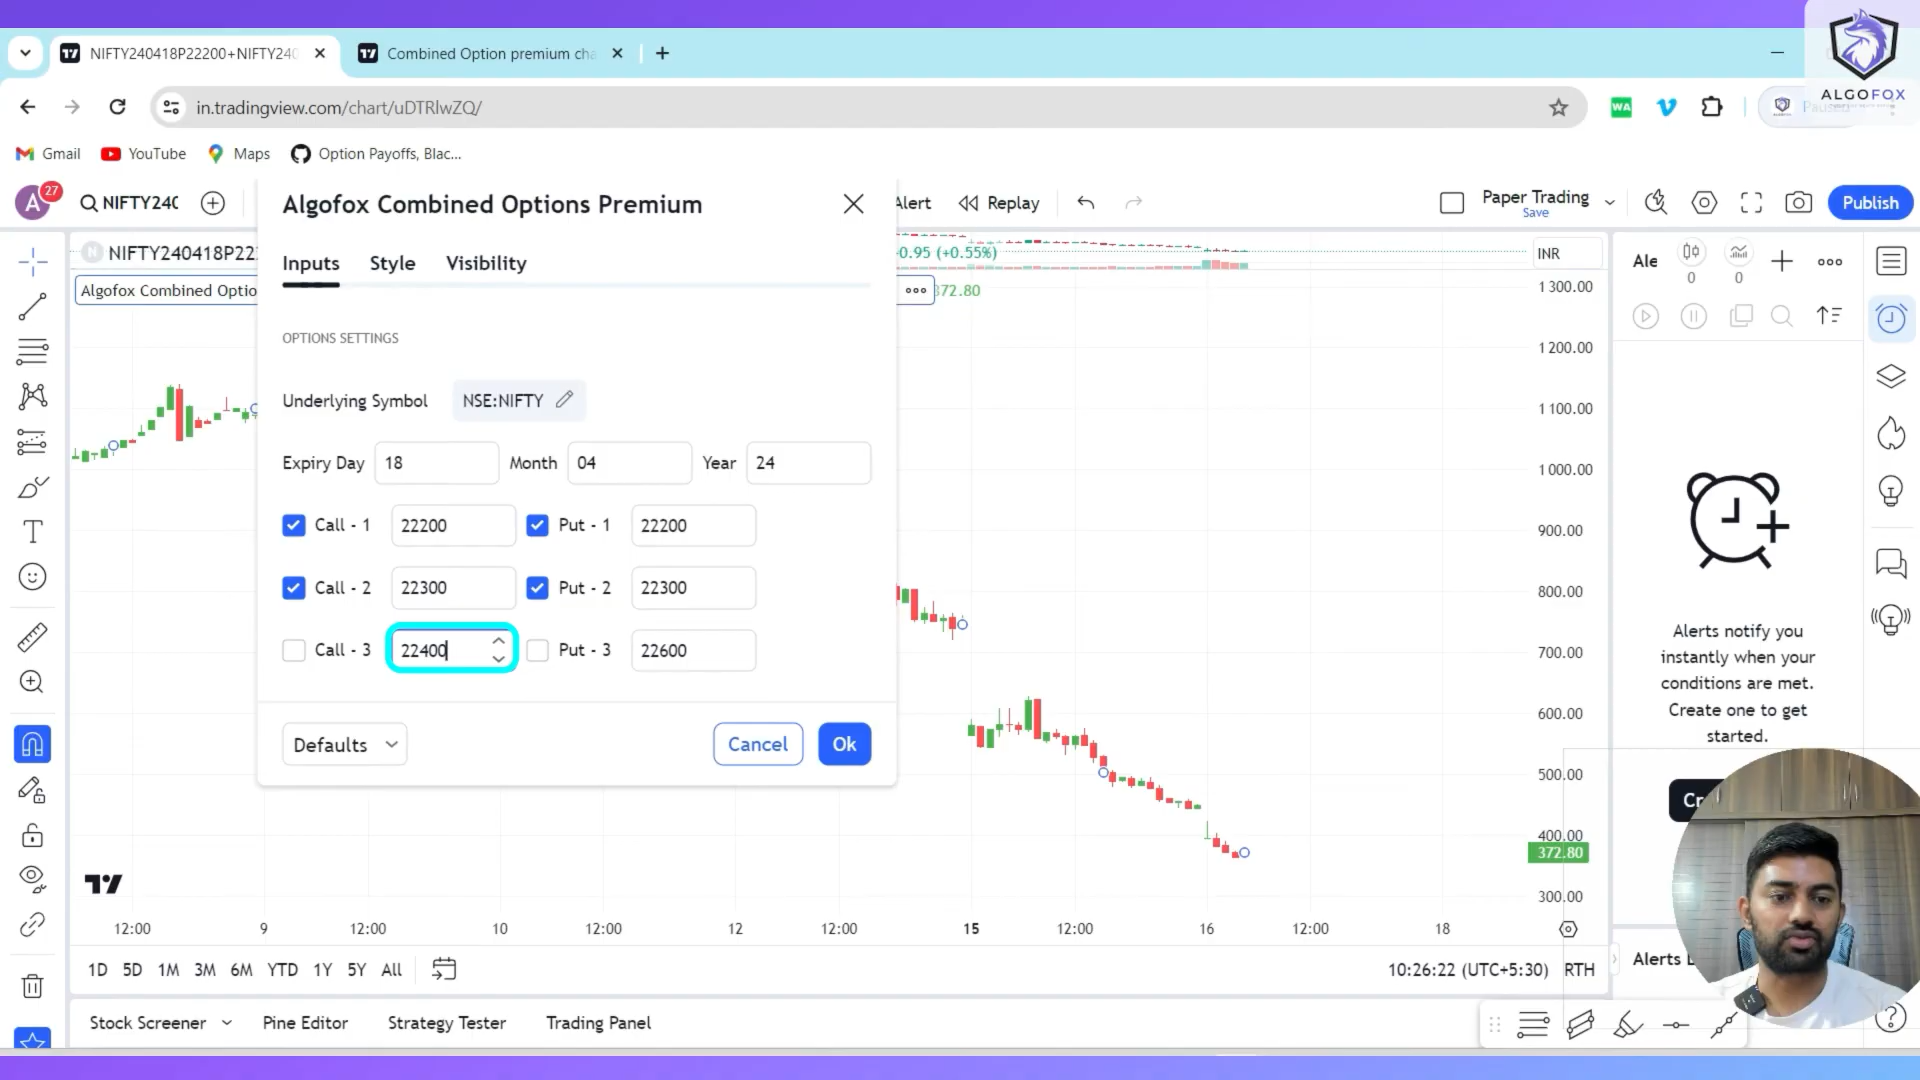 NIFTY240418P22200+NIFTY240
Combined Option premium cha
in.tradingview.com/chart/uDTRlwZQ/
WA
ALGOFOX
Gmail
YouTube
Maps
Option Payoffs, Blac...
A
27
NIFTY240
Algofox Combined Options Premium
Alert
Replay
Paper Trading
Save
Publish
NIFTY240418P22
-0.95 (+0.55%)
INR
Algofox Combined Optio
372.80
Inputs
Style
Visibility
OPTIONS SETTINGS
Underlying Symbol
NSE:NIFTY
Expiry Day
18
Month
04
Year
24
Call - 1
22200
Put - 1
22200
Call - 2
22300
Put - 2
22300
Call - 3
22400
Put - 3
22600
Defaults
Cancel
Ok
1 300.00
1 200.00
1 100.00
1 000.00
900.00
800.00
700.00
600.00
500.00
400.00
372.80
300.00
Ale
0
0
Alerts notify you
instantly when your
conditions are met.
Create one to get
started.
Cr
Alerts L
12:00
9
12:00
10
12:00
12
12:00
15
12:00
16
12:00
18
1D
5D
1M
3M
6M
YTD
1Y
5Y
All
10:26:22 (UTC+5:30)
RTH
Stock Screener
Pine Editor
Strategy Tester
Trading Panel